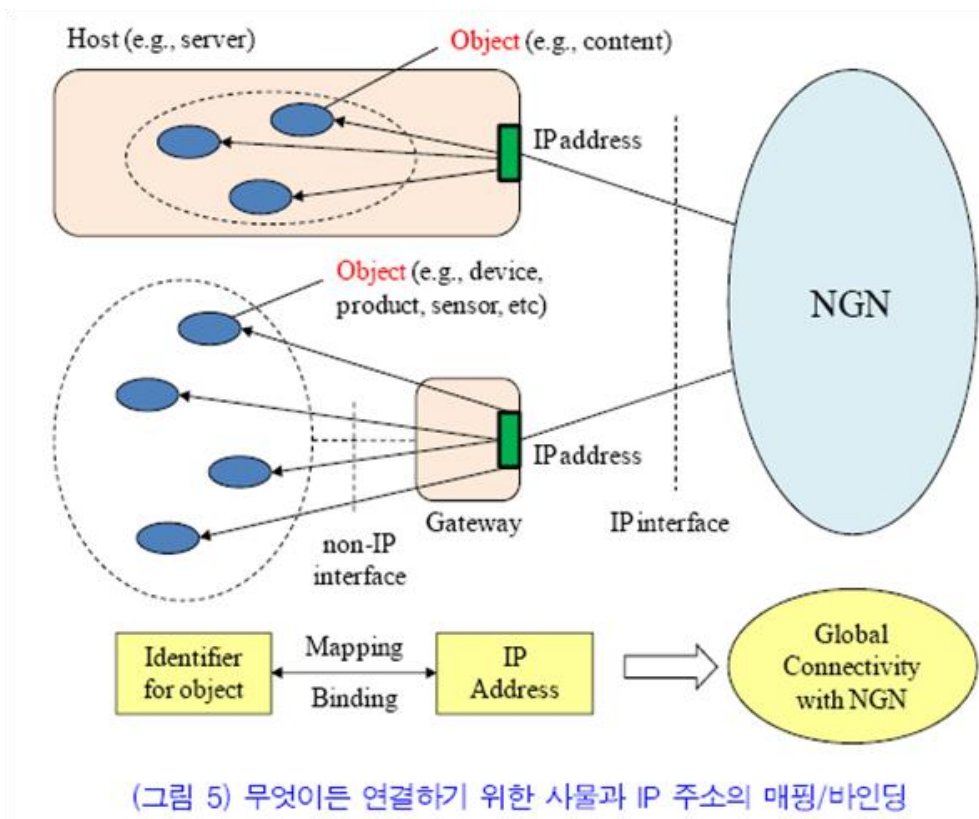 Host (e.g., server)
Object (e.g., content)
IP address
Object (e.g., device,
product, sensor, etc)
NGN
IP address
Gateway
IP interface
non-IP
interface
Identifier
for object
Mapping
Binding
IP
Address
Global
Connectivity
with NGN
(그림 5) 무엇이든 연결하기 위한 사물과 IP 주소의 매핑/바인딩